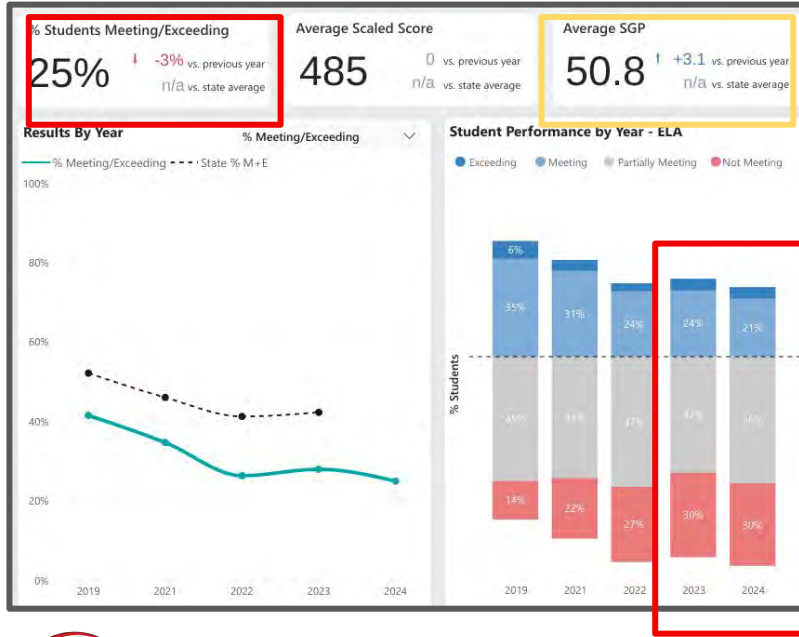 % Students Meeting/Exceeding
25%
-3% vs. previous year
n/a vs. state average
Average Scaled Score
485
0 vs. previous year
n/a vs. state average
Average SGP
50.8
+3.1 vs. previous year
n/a vs. state average
Results By Year
% Meeting/Exceeding
% Meeting/Exceeding
State % M+E
100%
80%
60%
40%
20%
0%
2019 2021 2022 2023 2024
Student Performance by Year - ELA
Exceeding Meeting Partially Meeting Not Meeting
% Students
6%
35% 31% 24% 24% 21%
45% 47%
14% 22% 27% 30% 30%
2019 2021 2022 2023 2024